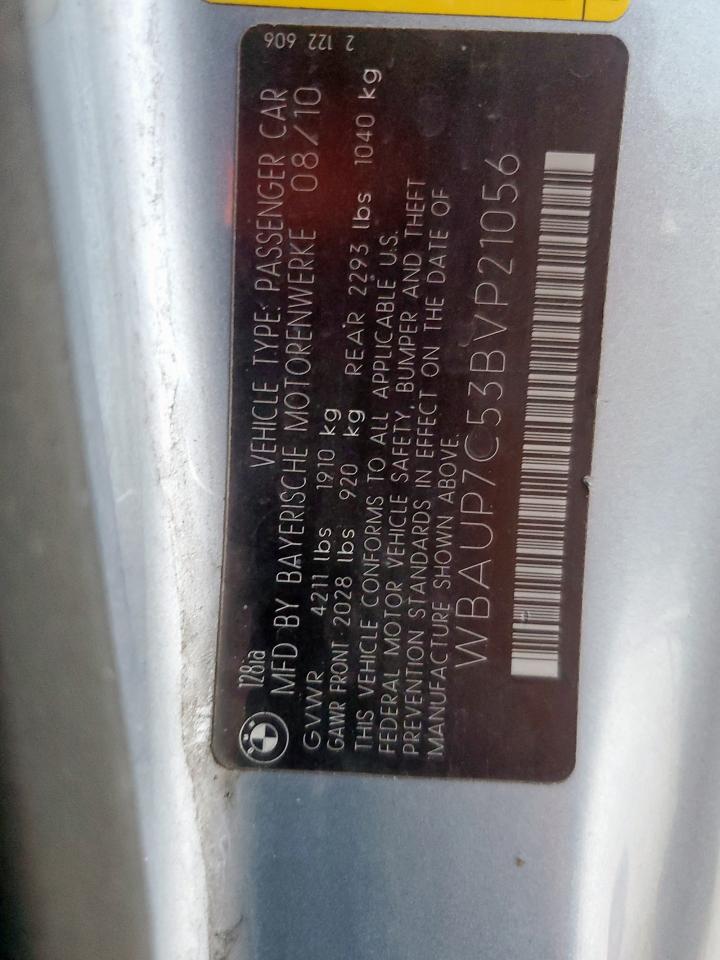 128ia
VEHICLE TYPE: PASSENGER CAR
MFD BY BAYERISCHE MOTORENWERKE 08/10
GVWR 4211 lbs 1910 kg
GAWR FRONT 2028 lbs 920 kg REAR 2293 lbs 1040 kg
THIS VEHICLE CONFORMS TO ALL APPLICABLE U.S.
FEDERAL MOTOR VEHICLE SAFETY, BUMPER AND THEFT
PREVENTION STANDARDS IN EFFECT ON THE DATE OF
MANUFACTURE SHOWN ABOVE.
WBAUP7C53BVP21056
2 122 606